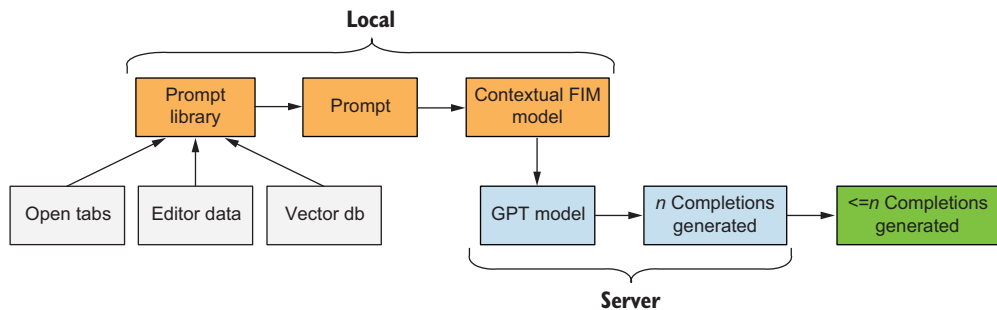 Local
Prompt
library
Prompt
Contextual FIM
model
Open tabs
Editor data
Vector db
GPT model
n Completions
generated
<=n Completions
generated
Server